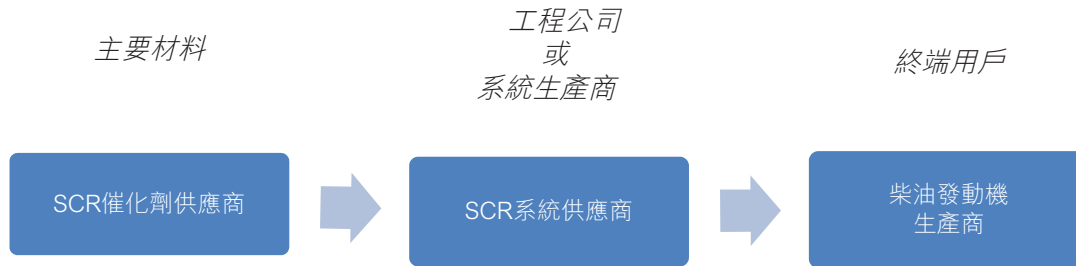 主要材料
工程公司
或
系統生產商
終端用戶
SCR催化劑供應商
SCR系統供應商
柴油發動機
生產商